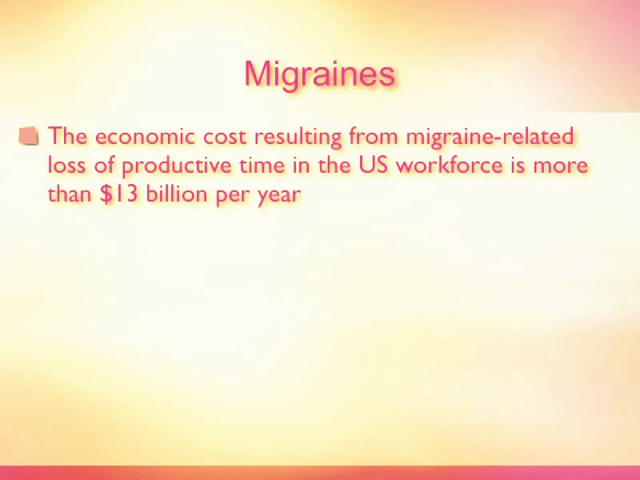 Migraines
The economic cost resulting from migraine-related
loss of productive time in the US workforce is more
than $13 billion per year